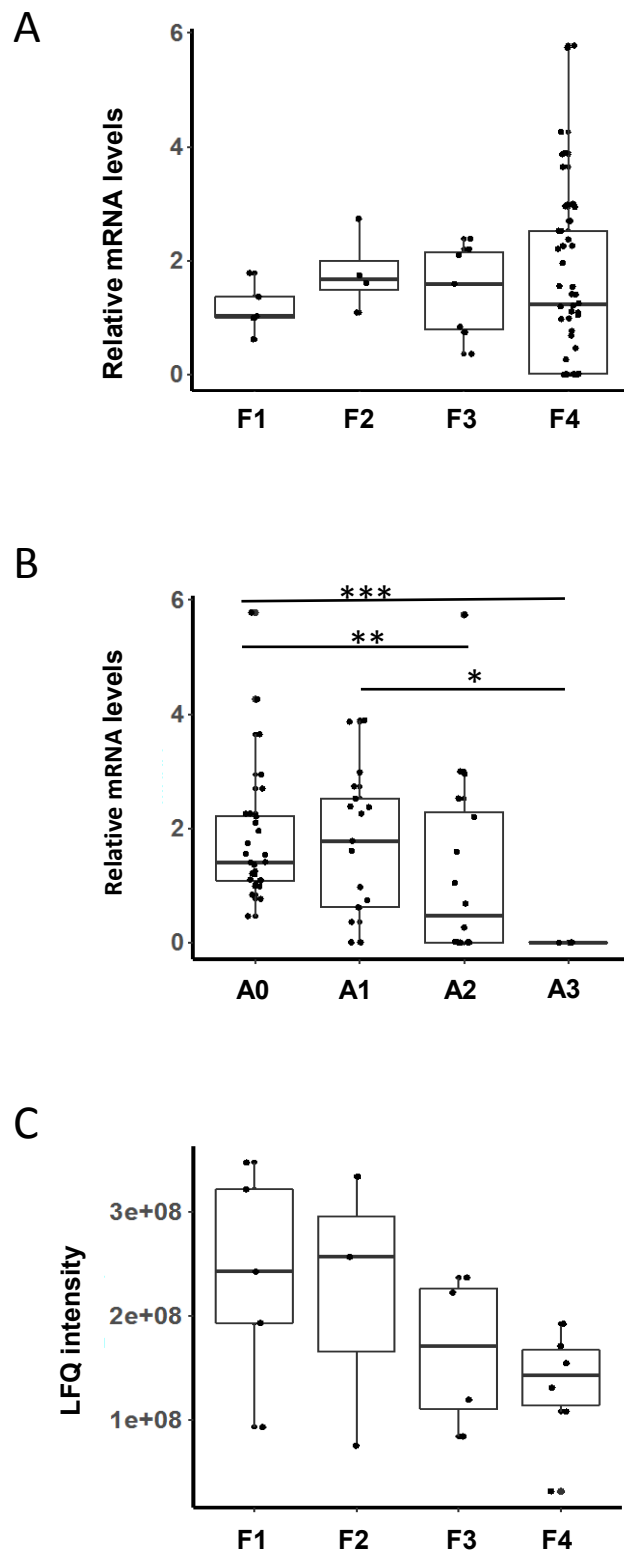 A
Relative mRNA levels
6
4
2
0
F1 F2 F3 F4
B
Relative mRNA levels
6
4
2
0
***
**
*
A0 A1 A2 A3
C
LFQ intensity
3e+08
2e+08
1e+08
F1 F2 F3 F4